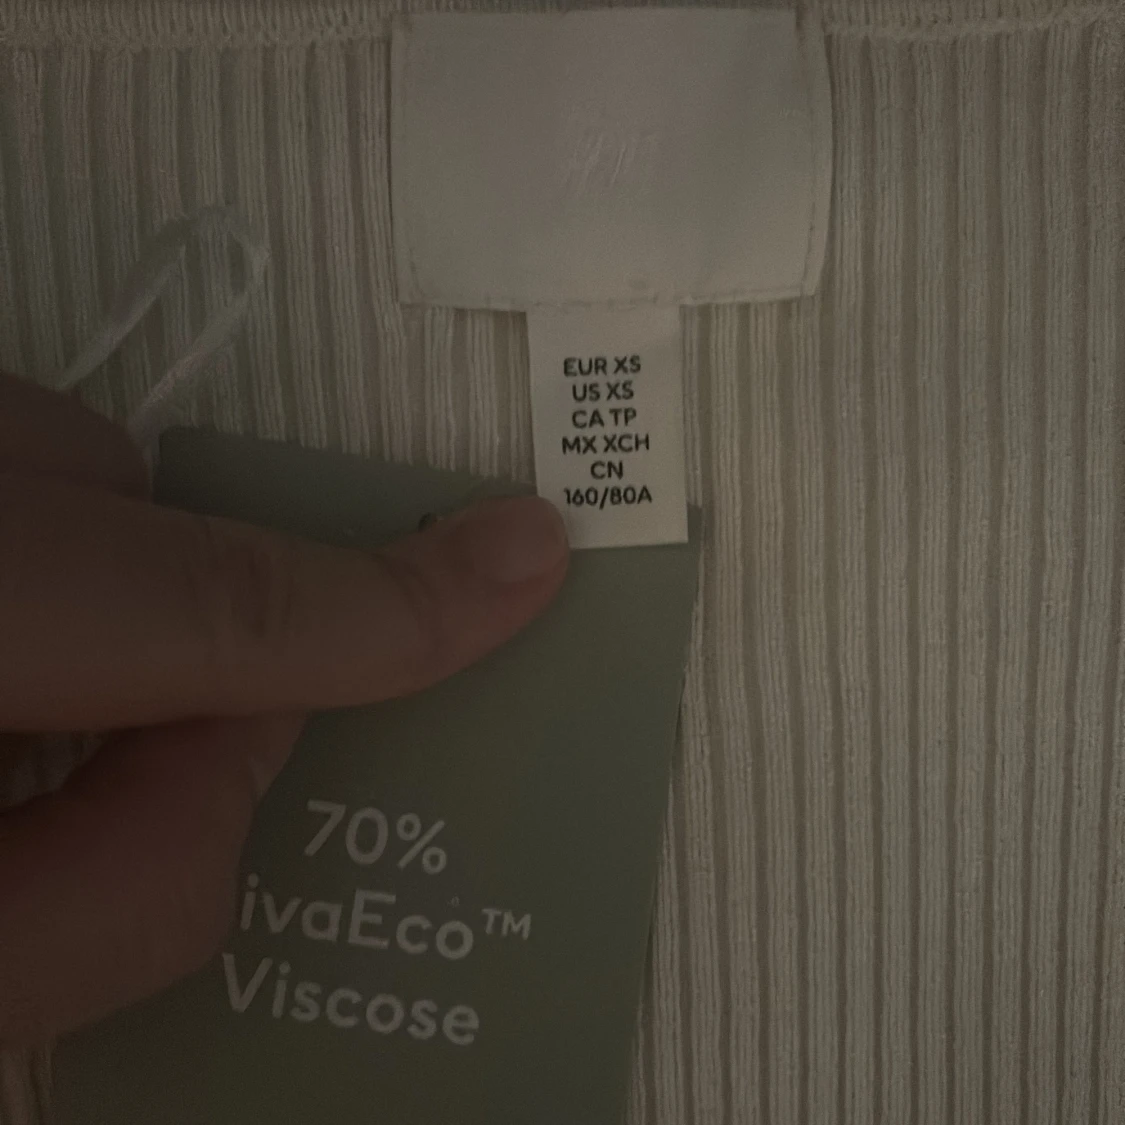 EUR XS
US XS
CA TP
MX XCH
CN
160/80A
70%
ivaEco™
Viscose